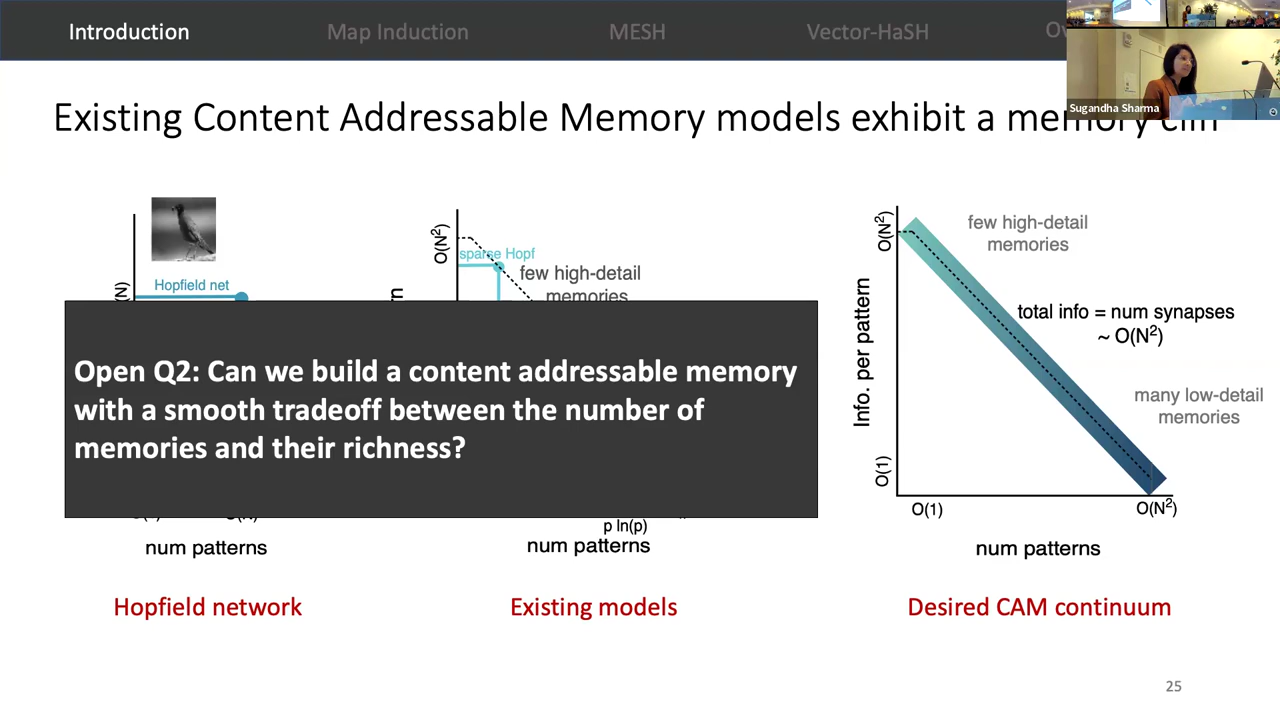 Introduction
Map Induction
MESH
Vector-HaSH
Sugandha Sharma
Existing Content Addressable Memory models exhibit a memory
Hopfield net
O(N²)
sparse Hopf
few high-detail
memories
Open Q2: Can we build a content addressable memory
with a smooth tradeoff between the number of
memories and their richness?
p ln(p)
num patterns
num patterns
Info. per pattern
O(N²)
few high-detail
memories
total info = num synapses
~ O(N²)
many low-detail
memories
O(1)
O(1)
O(N²)
num patterns
Hopfield network
Existing models
Desired CAM continuum
25